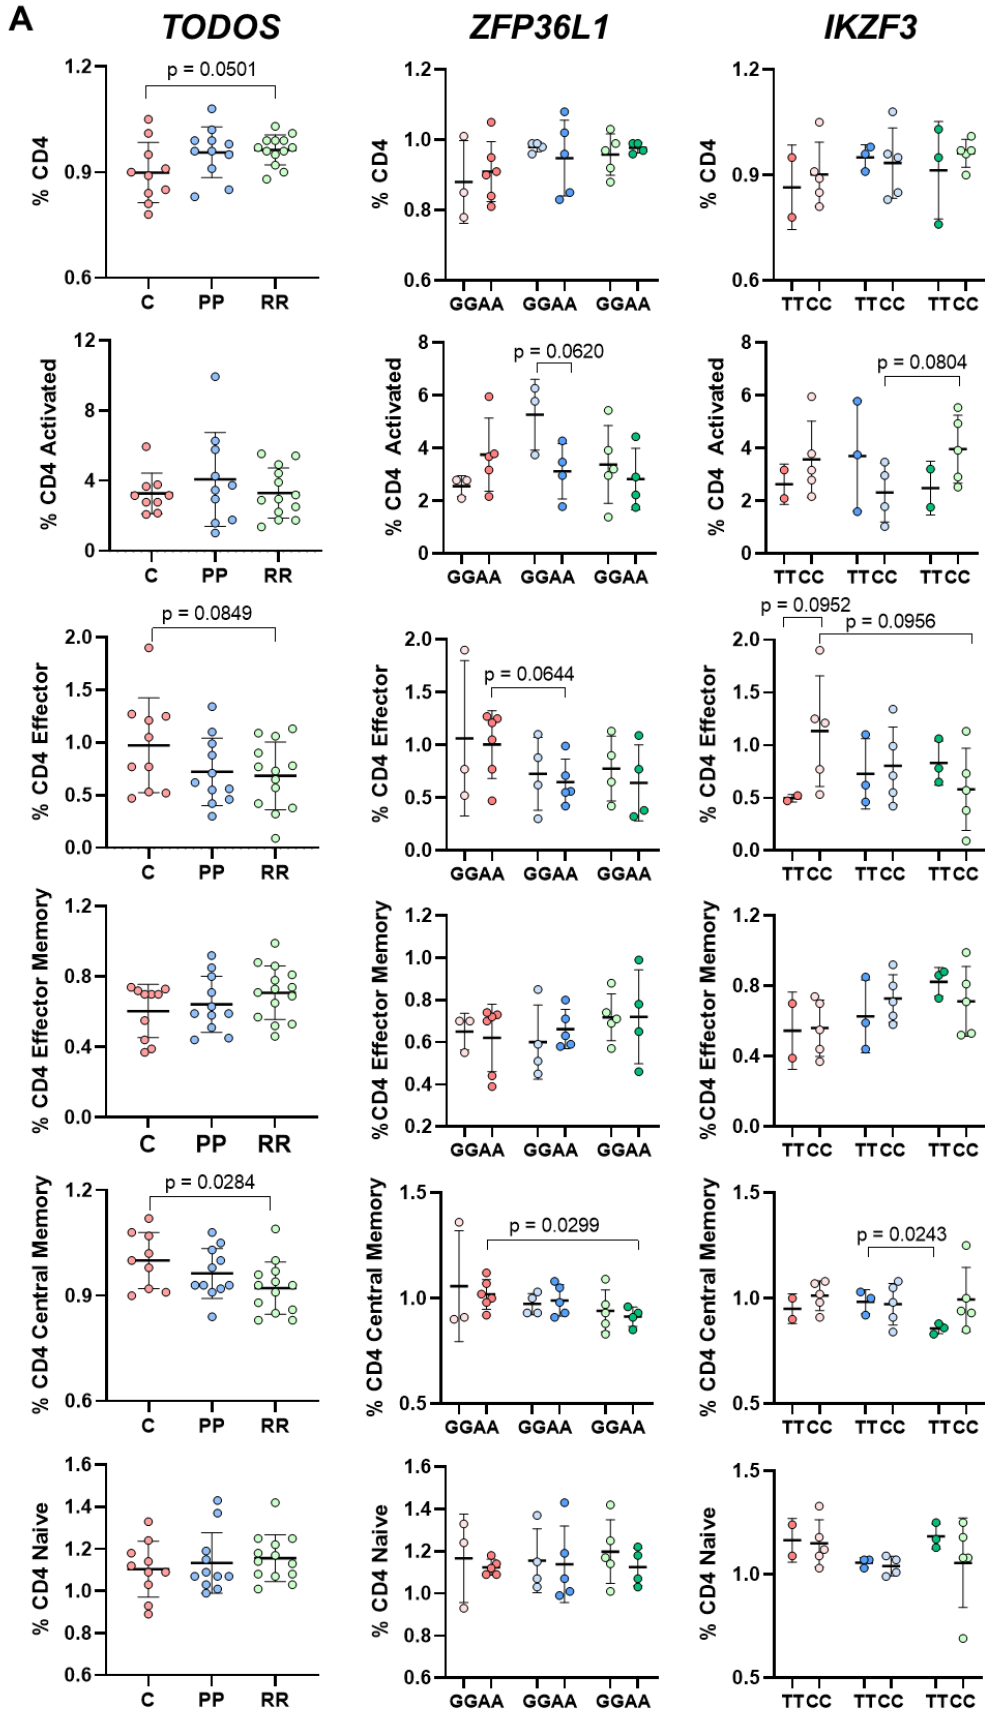 A
TODOS
ZFP36L1
IKZF3
% CD4
1.2
0.9
0.6
p = 0.0501
C PP RR
% CD4
1.2
1.0
0.8
0.6
GGAA GGAA GGAA
% CD4
1.2
0.9
0.6
TTCC TTCC TTCC
% CD4 Activated
12
8
4
0
C PP RR
% CD4 Activated
8
6
4
2
0
p = 0.0620
GGAA GGAA GGAA
% CD4 Activated
8
6
4
2
0
p = 0.0804
TTCC TTCC TTCC
% CD4 Effector
2.0
1.5
1.0
0.5
0.0
p = 0.0849
C PP RR
% CD4 Effector
2.0
1.5
1.0
0.5
0.0
p = 0.0644
GGAA GGAA GGAA
% CD4 Effector
2.0
1.5
1.0
0.5
0.0
p = 0.0952
p = 0.0956
TTCC TTCC TTCC
% CD4 Effector Memory
1.2
0.8
0.4
0.0
C PP RR
%CD4 Effector Memory
1.2
1.0
0.8
0.6
0.4
0.2
GGAA GGAA GGAA
%CD4 Effector Memory
1.2
0.8
0.4
0.0
TTCC TTCC TTCC
% CD4 Central Memory
1.2
0.9
0.6
p = 0.0284
C PP RR
% CD4 Central Memory
1.5
1.0
0.5
p = 0.0299
GGAA GGAA GGAA
% CD4 Central Memory
1.5
1.0
0.5
p = 0.0243
TTCC TTCC TTCC
% CD4 Naive
1.6
1.4
1.2
1.0
0.8
0.6
C PP RR
% CD4 Naive
1.6
1.4
1.2
1.0
0.8
0.6
GGAA GGAA GGAA
% CD4 Naive
1.5
1.0
0.5
TTCC TTCC TTCC